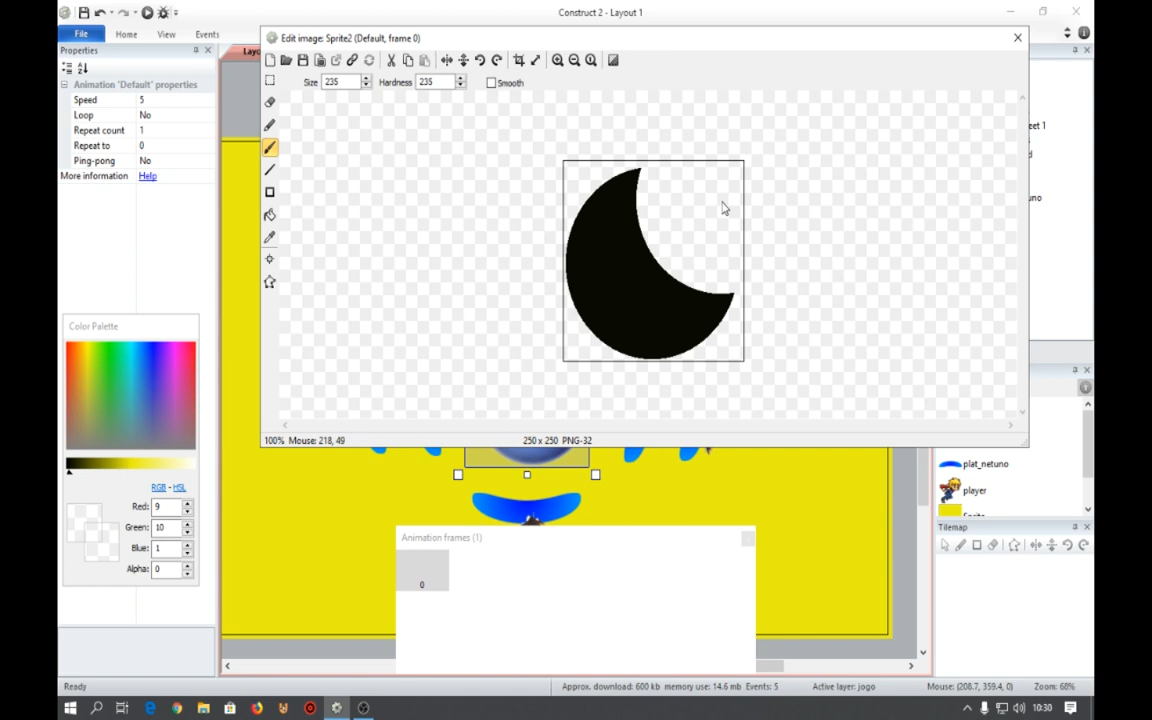 Construct 2 - Layout 1
File
Home
View
Events
Properties
Animation 'Default' properties
Speed 5
Loop No
Repeat count 1
Repeat to 0
Ping-pong No
More information Help
Edit image: Sprite2 (Default, frame 0)
Size 235
Hardness 235
Smooth
100% Mouse: 218, 49
250 x 250 PNG-32
Color Palette
RGB - HSL
Red: 9
Green: 10
Blue: 1
Alpha: 0
Animation frames (1)
0
eet 1
plat_netuno
player
Tilemap
Ready
Approx. download: 600 kb
memory use: 14.6 mb
Events: 5
Active layer: jogo
Mouse: (208.7, 359.4, 0)
Zoom: 68%
10:30